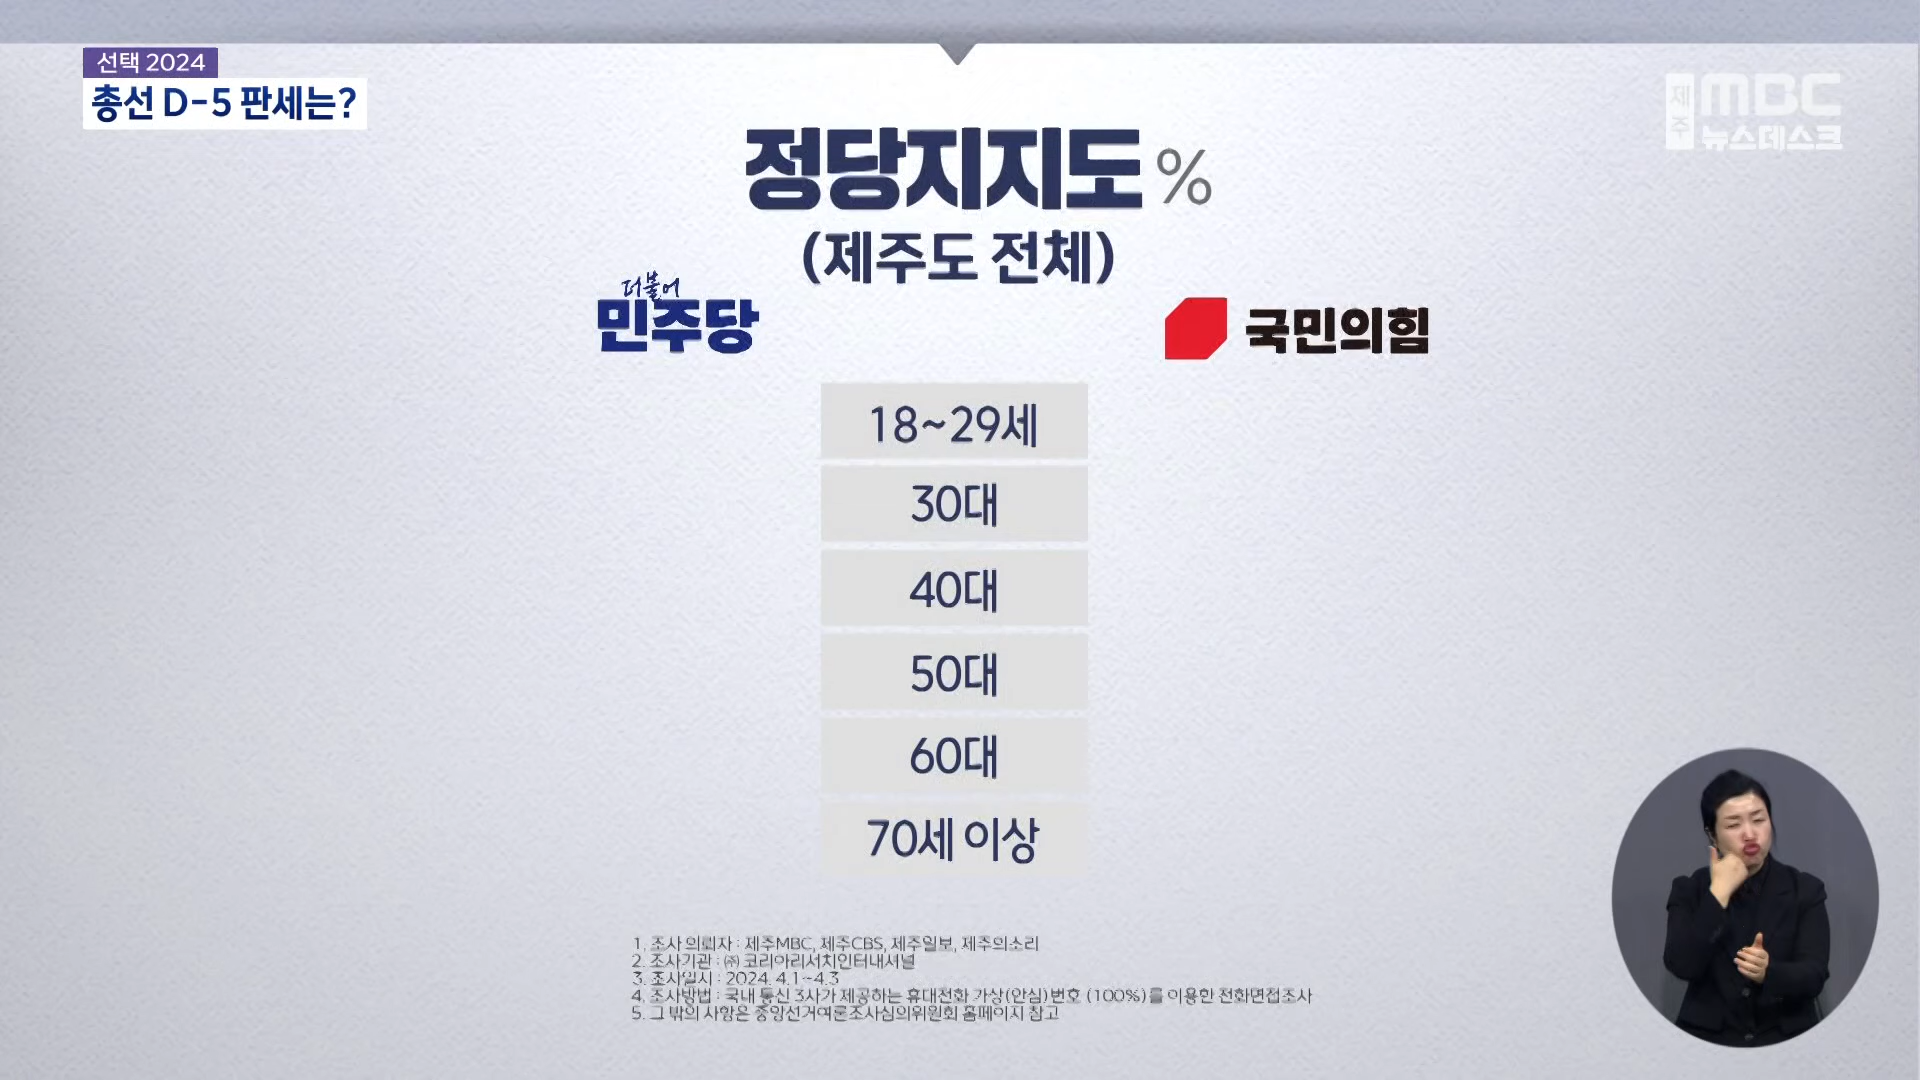 선택 2024
총선 D-5 판세는?
제주 MBC
뉴스데스크
정당지지도 %
(제주도 전체)
더불어
민주당
국민의힘
18~29세
30대
40대
50대
60대
70세 이상
1. 조사 의뢰자 : 제주MBC, 제주CBS, 제주일보, 제주의소리
2. 조사기관 : ㈜ 코리아리서치인터내셔널
3. 조사일시 : 2024. 4.1~4.3
4. 조사방법 : 국내 통신 3사가 제공하는 휴대전화 가상(안심)번호 (100%)를 이용한 전화면접조사
5. 그 밖의 사항은 중앙선거여론조사심의위원회 홈페이지 참고